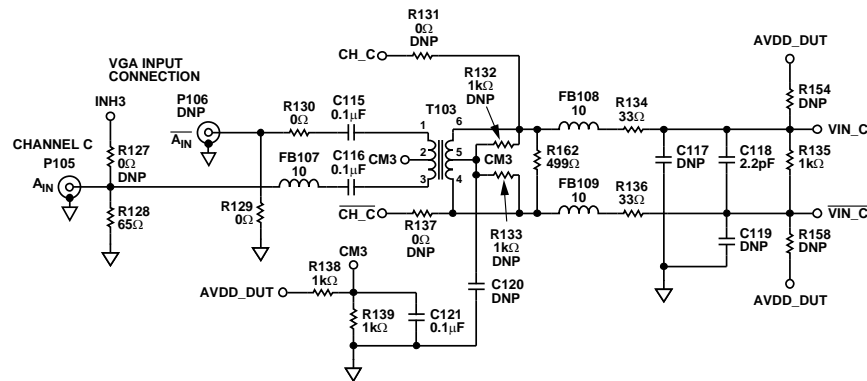 R131
0Ω
DNP
CH_C
VGA INPUT
CONNECTION
INH3
P106
DNP
A̅I̅N̅
CHANNEL C
P105
AIN
R127
0Ω
DNP
R128
65Ω
R130
0Ω
C115
0.1µF
FB107
10
C116
0.1µF
CM3
R129
0Ω
T103
1
2
3
6
5
4
R132
1kΩ
DNP
CM3
C̅H̅_̅C̅
R137
0Ω
DNP
R133
1kΩ
DNP
R162
499Ω
FB108
10
R134
33Ω
FB109
10
R136
33Ω
C117
DNP
C118
2.2pF
C119
DNP
AVDD_DUT
R154
DNP
VIN_C
R135
1kΩ
V̅I̅N̅_̅C̅
R158
DNP
AVDD_DUT
C120
DNP
CM3
R138
1kΩ
AVDD_DUT
R139
1kΩ
C121
0.1µF